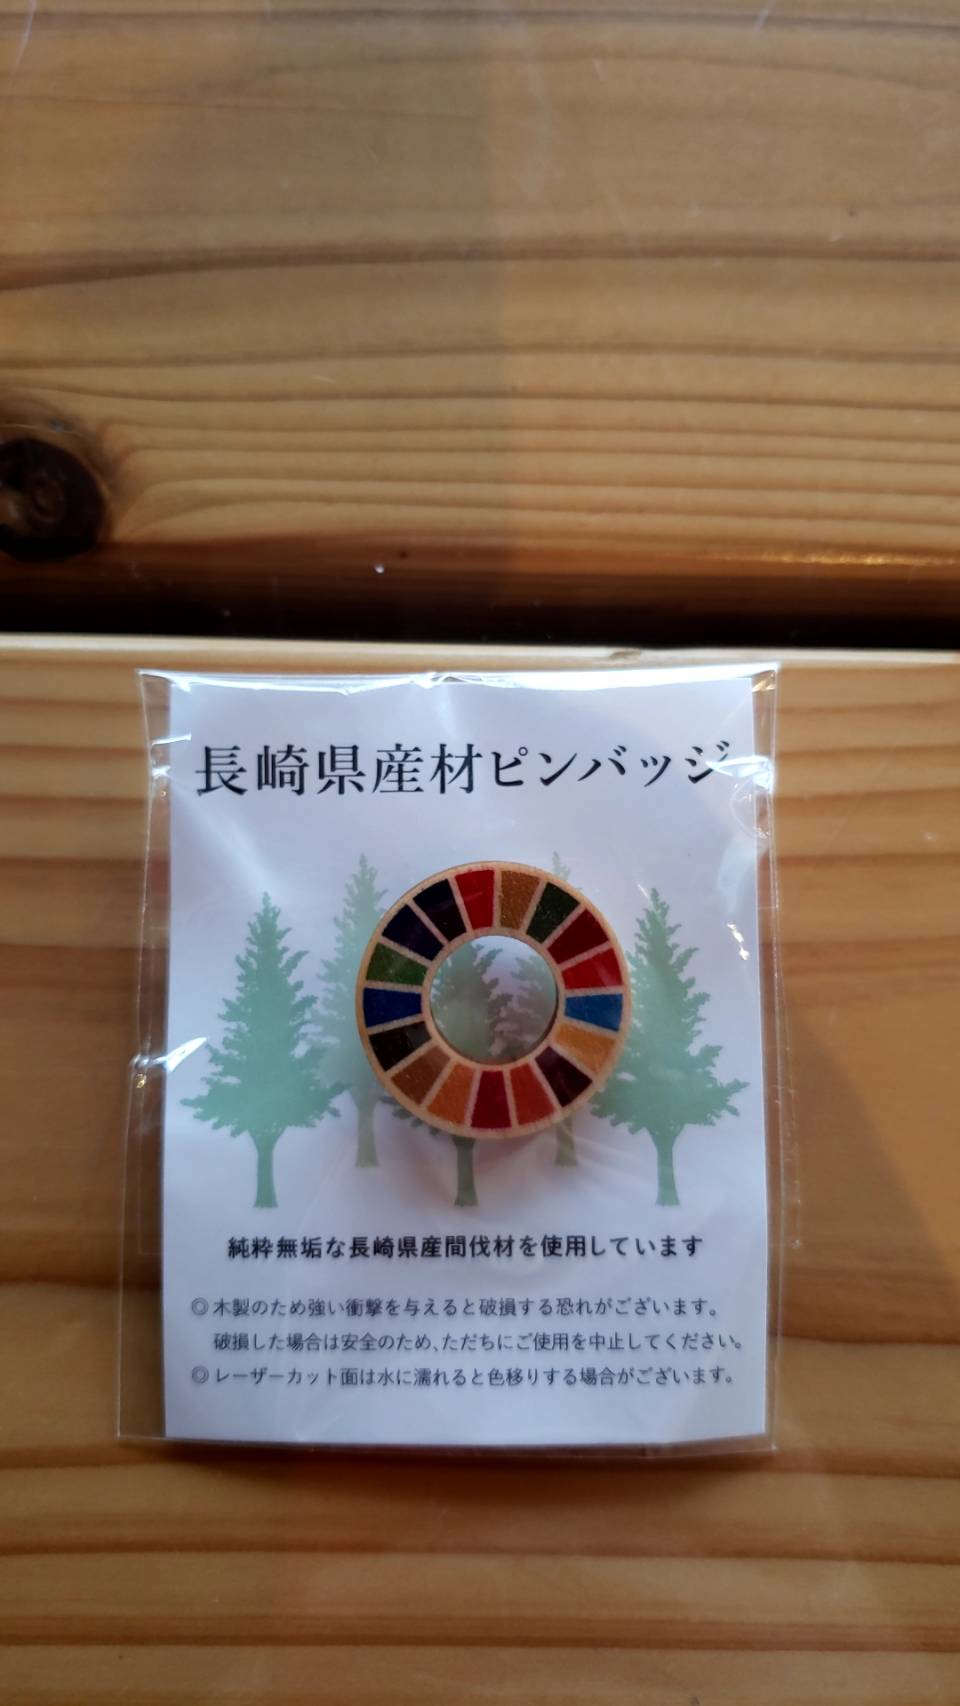 長崎県産材ピンバッジ
純粋無垢な長崎県産間伐材を使用しています
◎木製のため強い衝撃を与えると破損する恐れがございます。
破損した場合は安全のため、ただちにご使用を中止してください。
◎レーザーカット面は水に濡れると色移りする場合がございます。